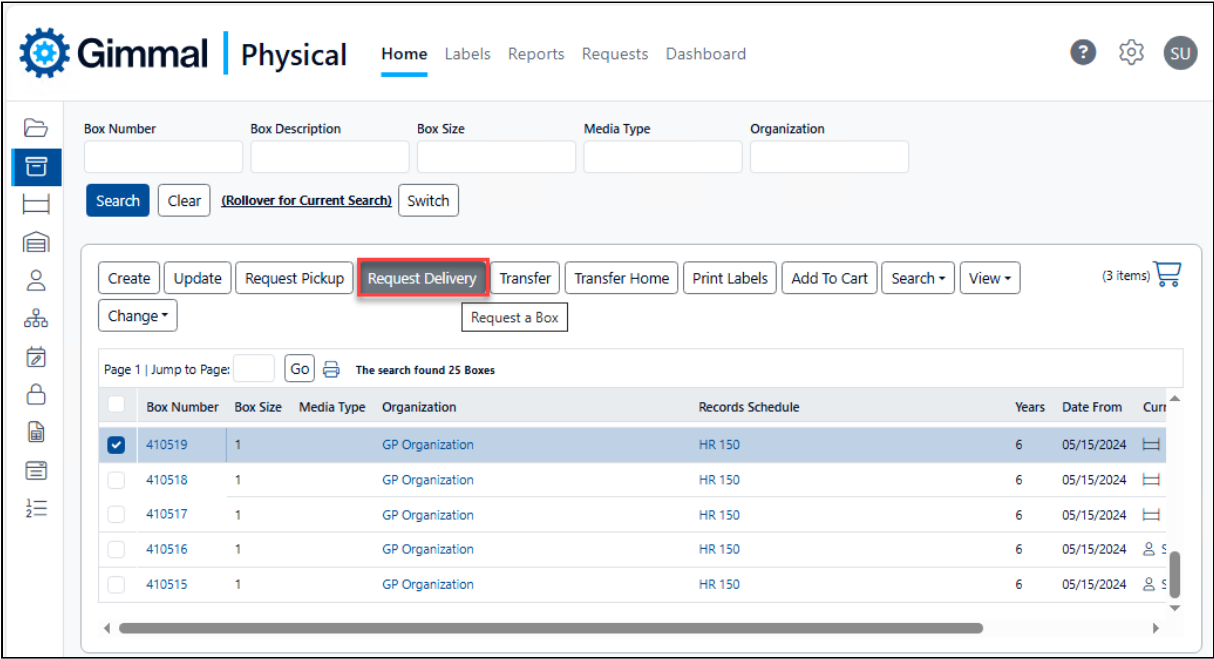 Gimmal | Physical Home Labels Reports Requests Dashboard ? SU
Box Number Box Description Box Size Media Type Organization
Search Clear (Rollover for Current Search) Switch
Create Update Request Pickup Request Delivery Transfer Transfer Home Print Labels Add To Cart Search View (3 items)
Change Request a Box
Page 1 | Jump to Page: Go The search found 25 Boxes
Box Number Box Size Media Type Organization Records Schedule Years Date From Curr
410519 1 GP Organization HR 150 6 05/15/2024
410518 1 GP Organization HR 150 6 05/15/2024
410517 1 GP Organization HR 150 6 05/15/2024
410516 1 GP Organization HR 150 6 05/15/2024 S
410515 1 GP Organization HR 150 6 05/15/2024 S